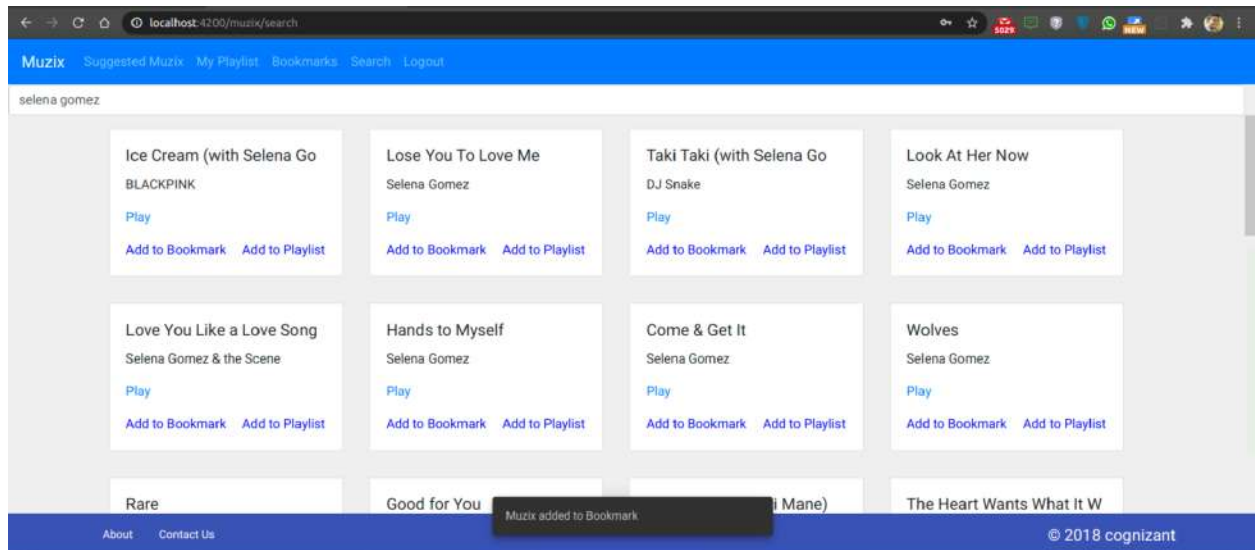 localhost:4200/muzix/search
5029
NEW
Muzix Suggested Muzix My Playlist Bookmarks Search Logout
selena gomez
Ice Cream (with Selena Go Lose You To Love Me Taki Taki (with Selena Go Look At Her Now
BLACKPINK Selena Gomez DJ Snake Selena Gomez
Play Play Play Play
Add to Bookmark Add to Playlist Add to Bookmark Add to Playlist Add to Bookmark Add to Playlist Add to Bookmark Add to Playlist
Love You Like a Love Song Hands to Myself Come & Get It Wolves
Selena Gomez & the Scene Selena Gomez Selena Gomez Selena Gomez
Play Play Play Play
Add to Bookmark Add to Playlist Add to Bookmark Add to Playlist Add to Bookmark Add to Playlist Add to Bookmark Add to Playlist
Rare Good for You i Mane) The Heart Wants What It W
Muzix added to Bookmark
About Contact Us © 2018 cognizant